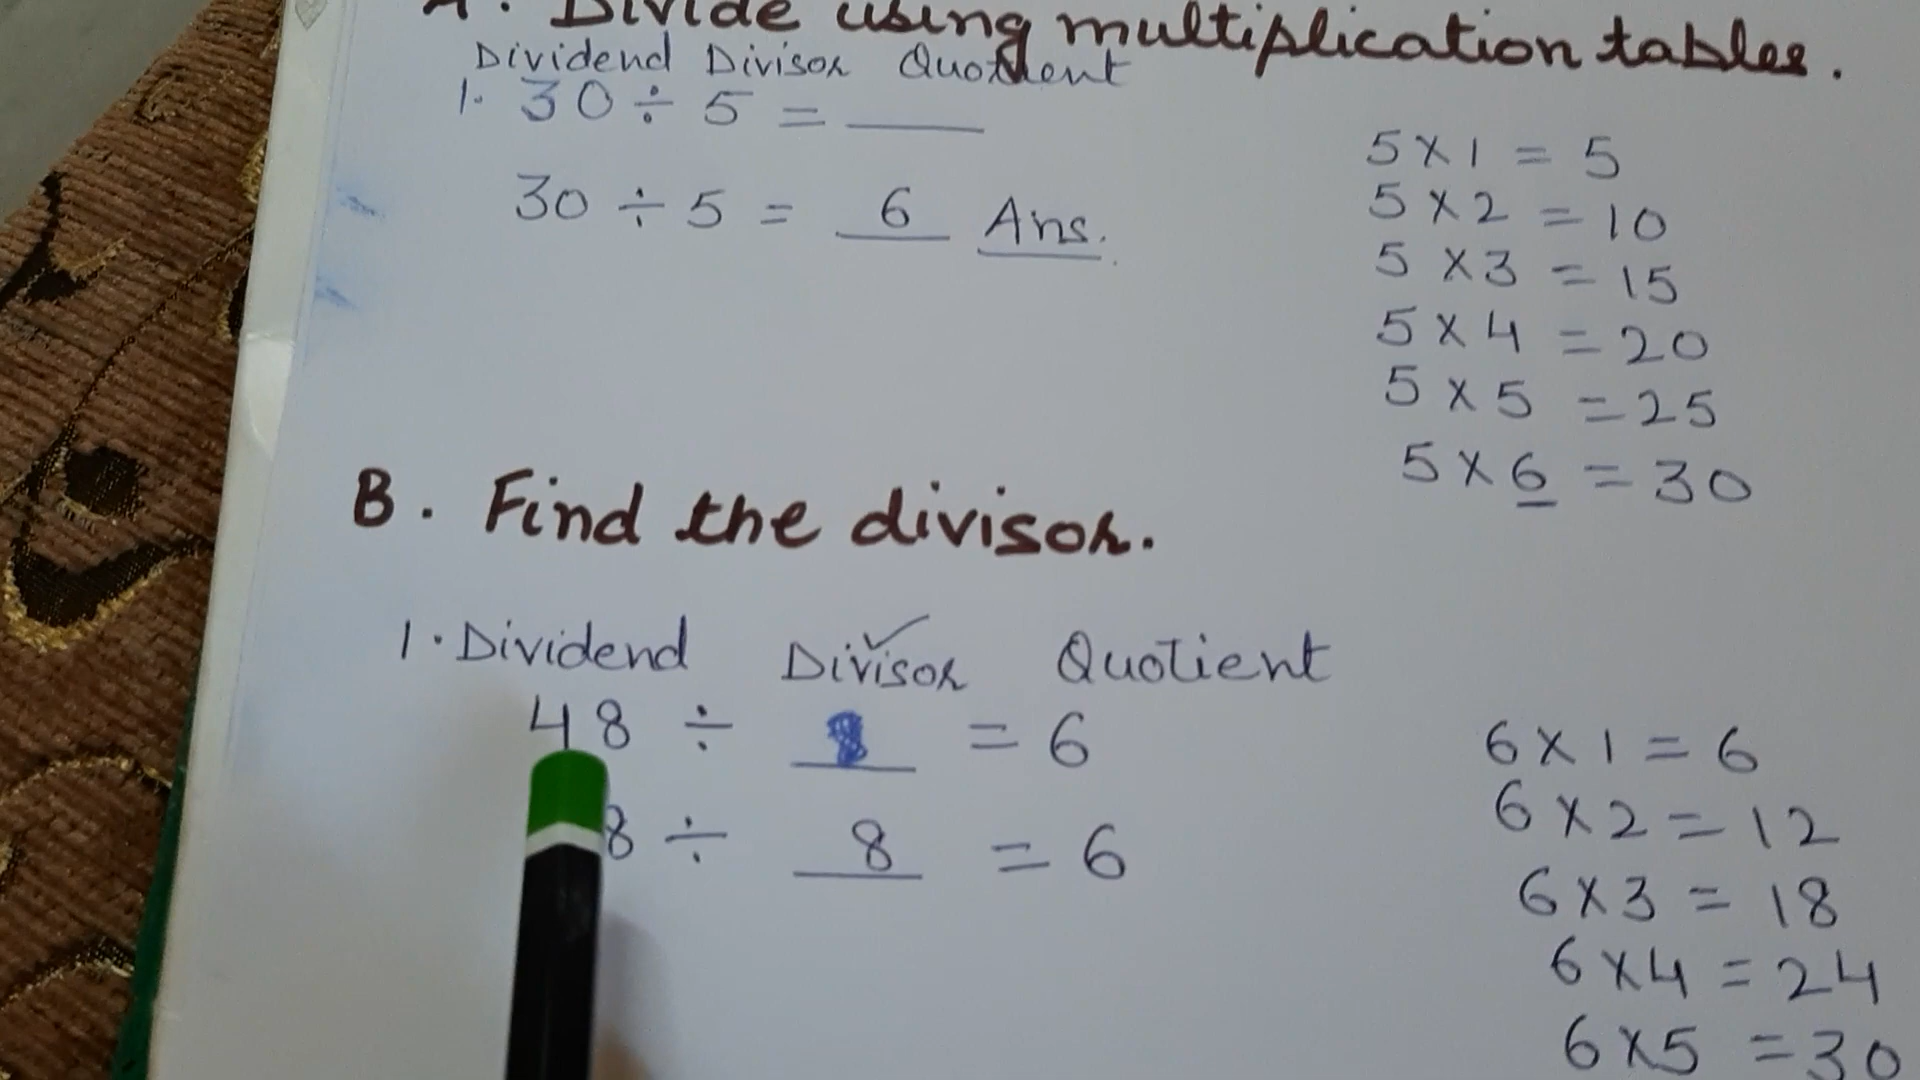 A. Divide using multiplication tables.
Dividend Divisor Quotient
1. 30 ÷ 5 = ___
30 ÷ 5 = 6 Ans.
5 x 1 = 5
5 x 2 = 10
5 x 3 = 15
5 x 4 = 20
5 x 5 = 25
5 x 6 = 30
B. Find the divisor.
1. Dividend Divisor Quotient
48 ÷ ___ = 6
8 ÷ 8 = 6
6 x 1 = 6
6 x 2 = 12
6 x 3 = 18
6 x 4 = 24
6 x 5 = 30